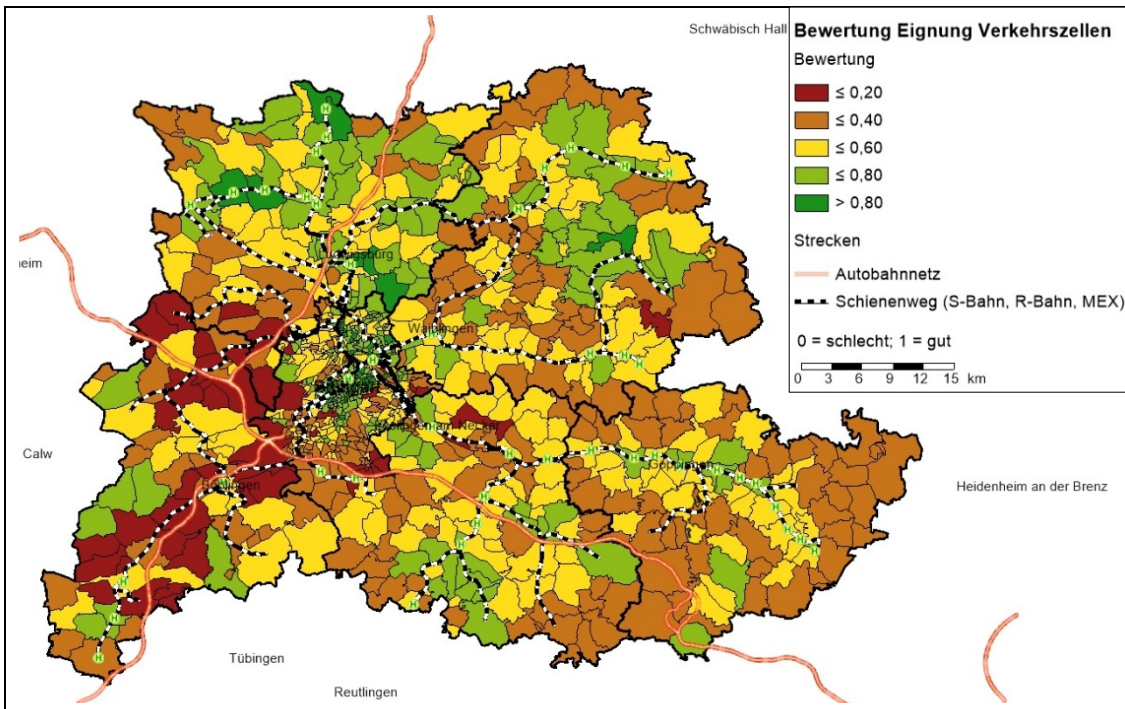 Schwäbisch Hall
Bewertung Eignung Verkehrszellen
Bewertung
≤ 0,20
≤ 0,40
≤ 0,60
≤ 0,80
> 0,80
Strecken
Autobahnnetz
Schienenweg (S-Bahn, R-Bahn, MEX)
0 = schlecht; 1 = gut
0 3 6 9 12 15 km
Ludwigsburg
heim
Waiblingen
Calw
Göppingen
Böblingen
Heidenheim an der Brenz
Tübingen
Reutlingen